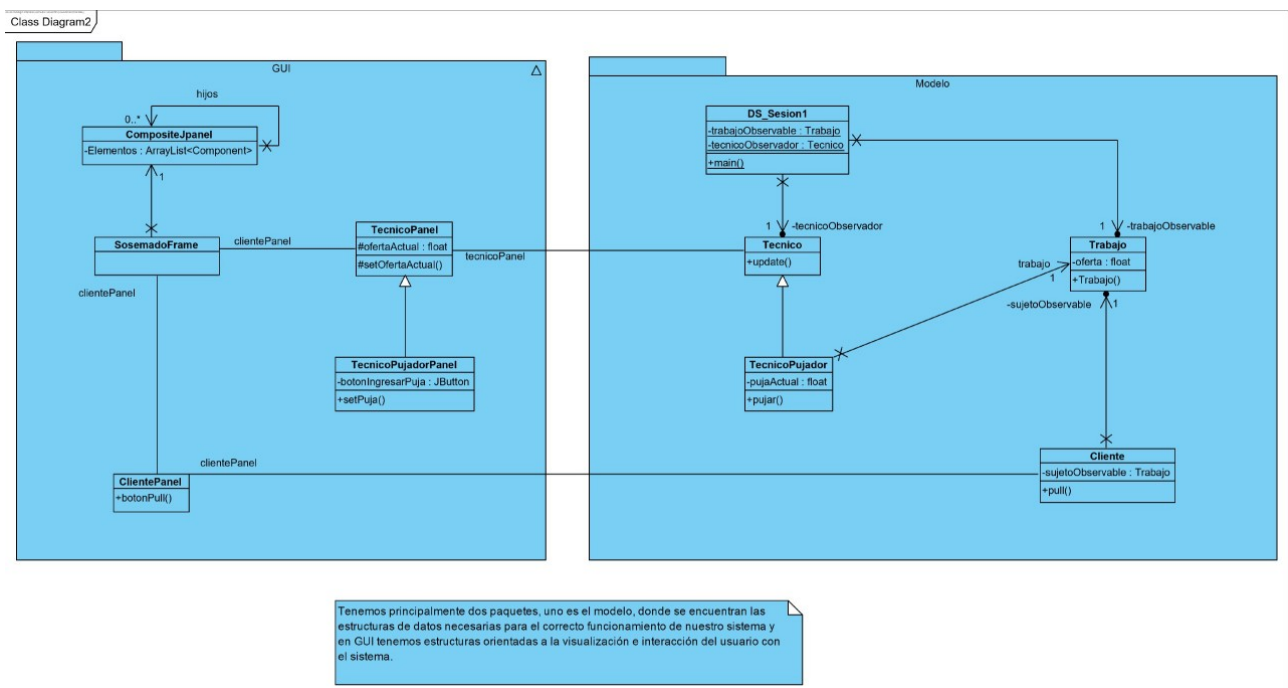 Class Diagram2
GUI
hijos
0..*
CompositeJpanel
-Elementos : ArrayList<Component>
1
SosemadoFrame
clientePanel
TecnicoPanel
#ofertaActual : float
#setOfertaActual()
tecnicoPanel
clientePanel
TecnicoPujadorPanel
-botonIngresarPuja : JButton
+setPuja()
clientePanel
ClientePanel
+botonPull()
Modelo
DS_Sesion1
-trabajoObservable : Trabajo
-tecnicoObservador : Tecnico
+main()
1 -tecnicoObservador
1 -trabajoObservable
Tecnico
+update()
Trabajo
-oferta : float
+Trabajo()
trabajo
1
-sujetoObservable
1
TecnicoPujador
-pujaActual : float
+pujar()
Cliente
-sujetoObservable : Trabajo
+pull()
Tenemos principalmente dos paquetes, uno es el modelo, donde se encuentran las
estructuras de datos necesarias para el correcto funcionamiento de nuestro sistema y
en GUI tenemos estructuras orientadas a la visualización e interacción del usuario con
el sistema.